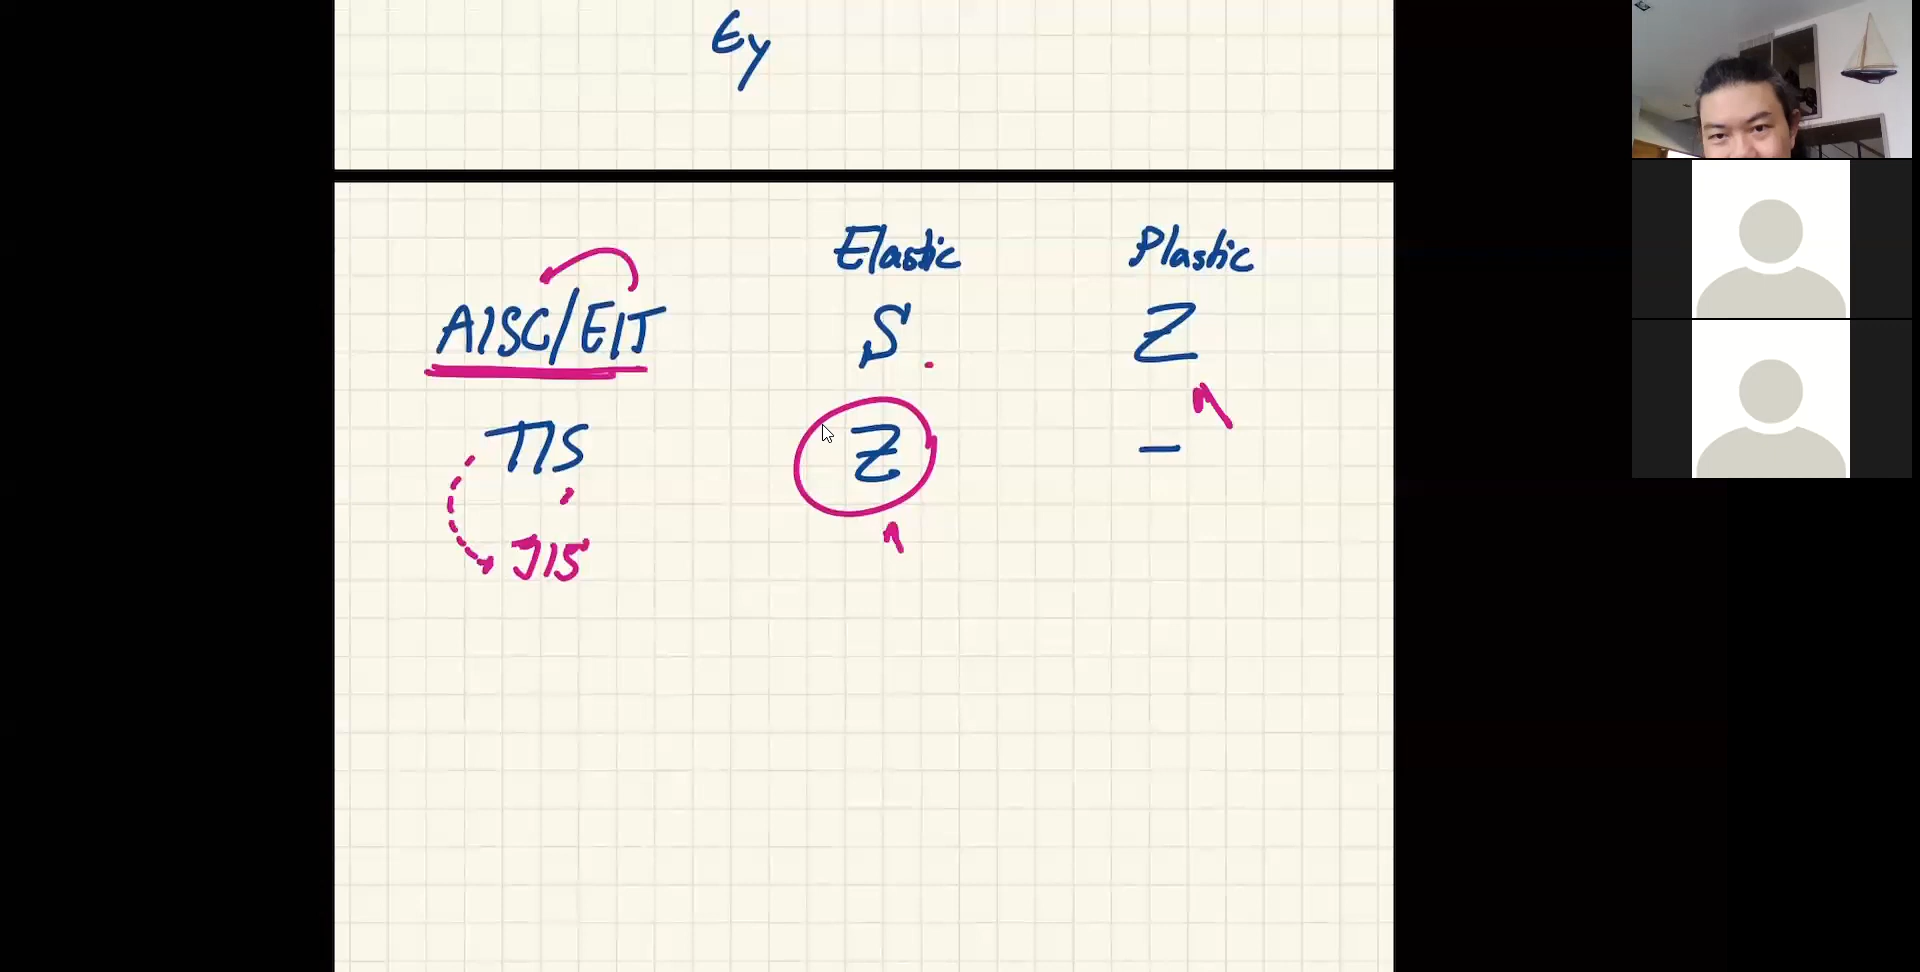 Ey
Elastic Plastic
AISC/EIT S Z
TIS Z -
JIS